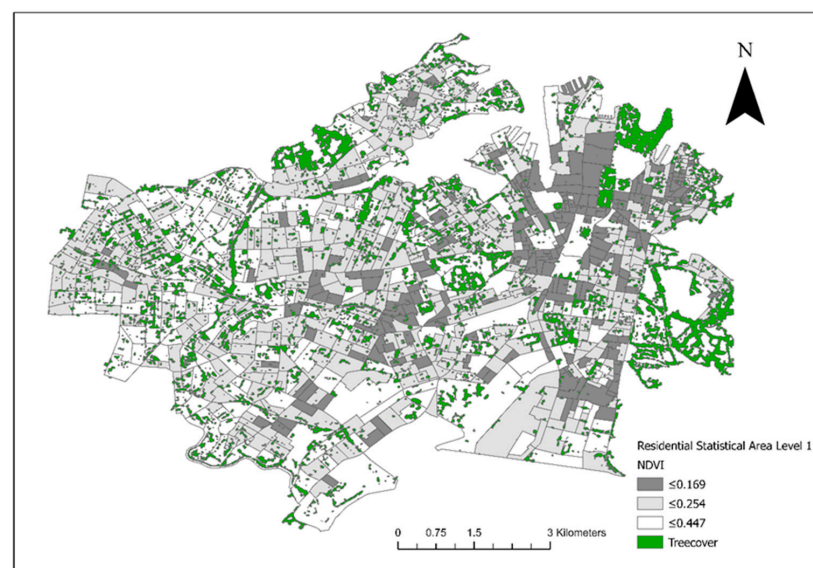 N
Residential Statistical Area Level 1
NDVI
≤0.169
≤0.254
≤0.447
Treecover
0 0.75 1.5 3 Kilometers